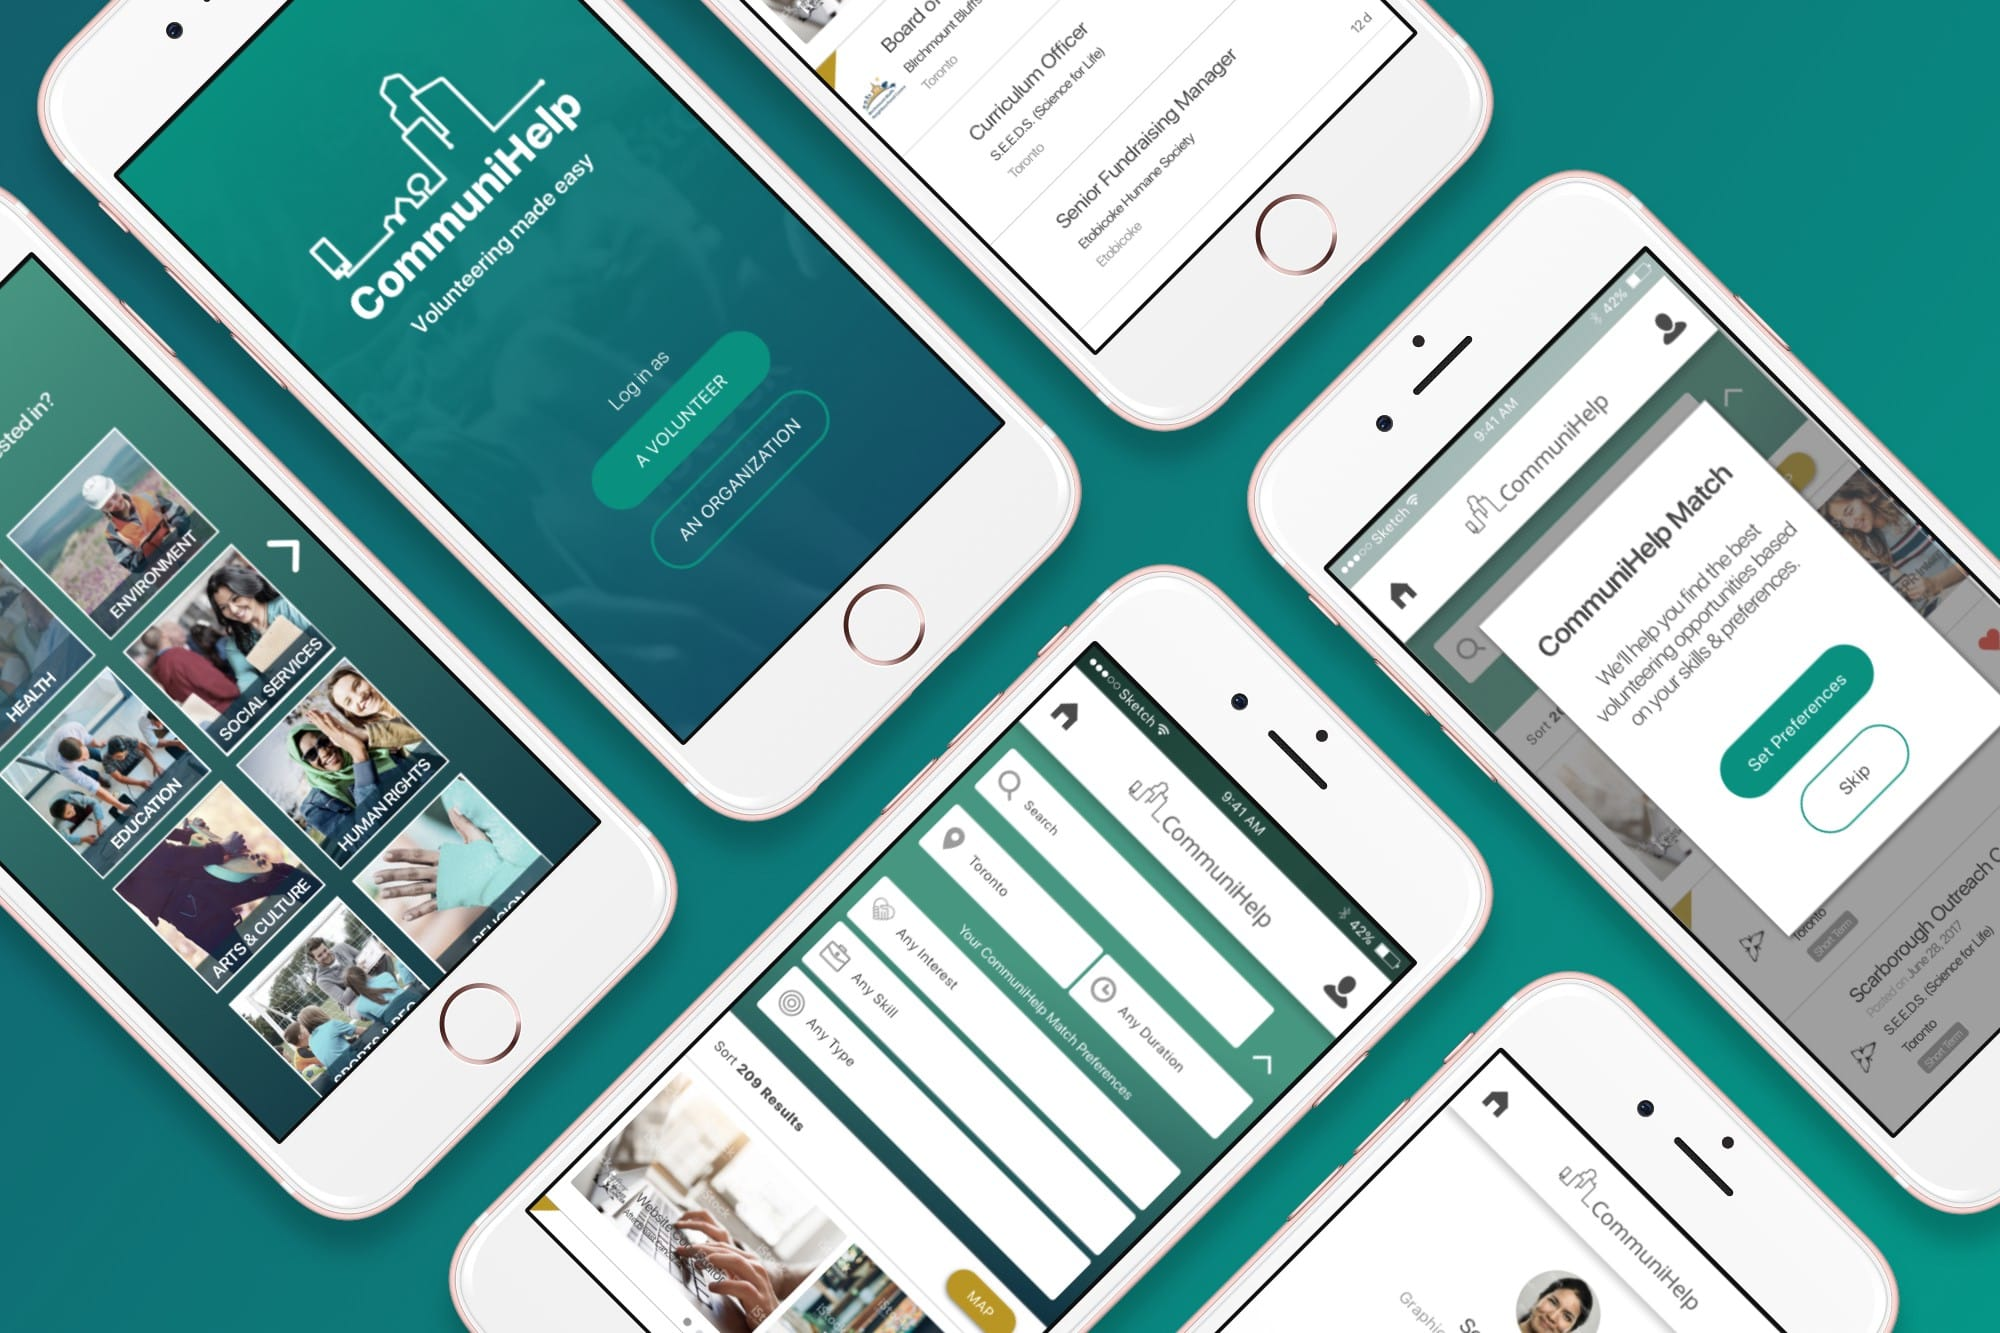 sted in?
ENVIRONMENT
HEALTH
SOCIAL SERVICES
EDUCATION
HUMAN RIGHTS
ARTS & CULTURE
RELIGION
SPORTS & REC
CommuniHelp
Volunteering made easy
Log in as
A VOLUNTEER
AN ORGANIZATION
Board o
Birchmount Bluffs
Toronto
Curriculum Officer
S.E.E.D.S. (Science for Life)
Toronto
12 d
Senior Fundraising Manager
Etobicoke Humane Society
Etobicoke
Sketch
9:41 AM
42%
CommuniHelp
Search
Toronto
Any Duration
Your CommuniHelp Match Preferences
Any Interest
Any Skill
Any Type
Sort 209 Results
Website Coordinator
MAP
Sketch
9:41 AM
42%
CommuniHelp
CommuniHelp Match
We'll help you find the best
volunteering opportunities based
on your skills & preferences.
Set Preferences
Skip
Sort 2
Toronto
Short Term
Scarborough Outreach C
Posted on June 28, 2017
S.E.E.D.S. (Science for Life)
Toronto
Short Term
CommuniHelp
Graphic